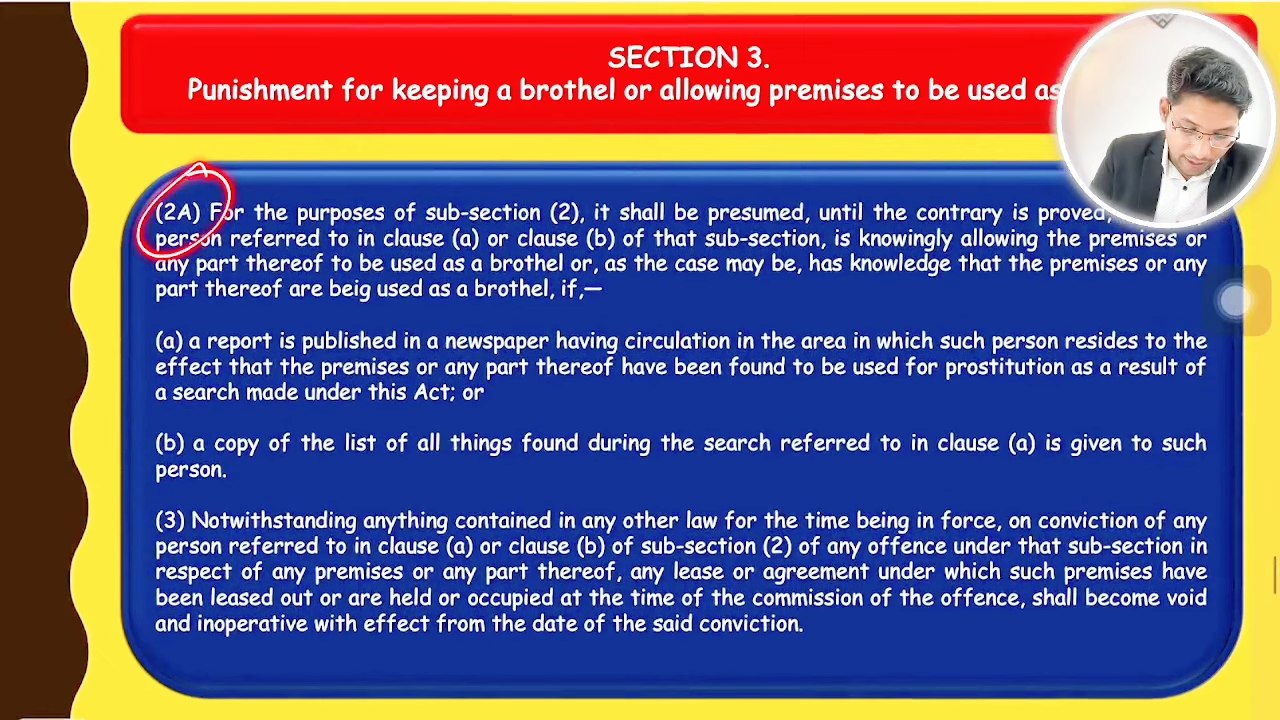 SECTION 3.
Punishment for keeping a brothel or allowing premises to be used as
(2A) For the purposes of sub-section (2), it shall be presumed, until the contrary is proved,
person referred to in clause (a) or clause (b) of that sub-section, is knowingly allowing the premises or
any part thereof to be used as a brothel or, as the case may be, has knowledge that the premises or any
part thereof are beig used as a brothel, if,—
(a) a report is published in a newspaper having circulation in the area in which such person resides to the
effect that the premises or any part thereof have been found to be used for prostitution as a result of
a search made under this Act; or
(b) a copy of the list of all things found during the search referred to in clause (a) is given to such
person.
(3) Notwithstanding anything contained in any other law for the time being in force, on conviction of any
person referred to in clause (a) or clause (b) of sub-section (2) of any offence under that sub-section in
respect of any premises or any part thereof, any lease or agreement under which such premises have
been leased out or are held or occupied at the time of the commission of the offence, shall become void
and inoperative with effect from the date of the said conviction.